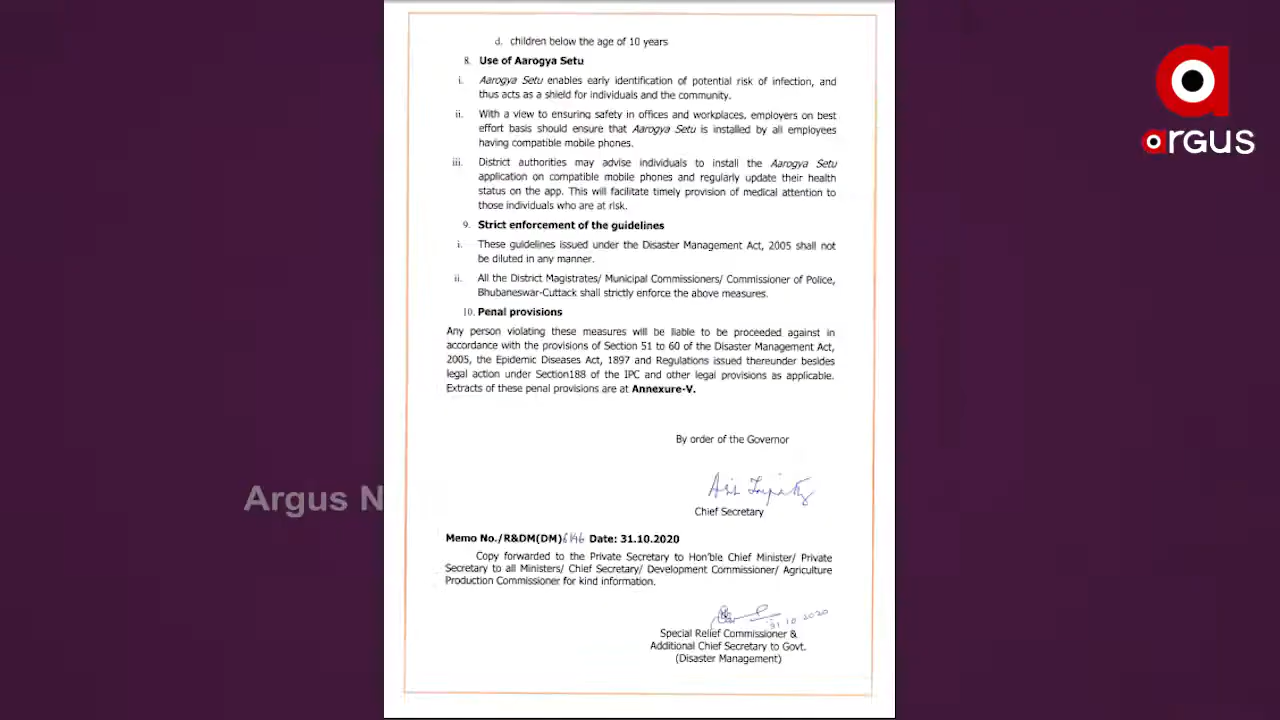 d. children below the age of 10 years
8. Use of Aarogya Setu
i. Aarogya Setu enables early identification of potential risk of infection, and
thus acts as a shield for individuals and the community.
ii. With a view to ensuring safety in offices and workplaces, employers on best
effort basis should ensure that Aarogya Setu is installed by all employees
having compatible mobile phones.
iii. District authorities may advise individuals to install the Aarogya Setu
application on compatible mobile phones and regularly update their health
status on the app. This will facilitate timely provision of medical attention to
those individuals who are at risk.
9. Strict enforcement of the guidelines
i. These guidelines issued under the Disaster Management Act, 2005 shall not
be diluted in any manner.
ii. All the District Magistrates/ Municipal Commissioners/ Commissioner of Police,
Bhubaneswar-Cuttack shall strictly enforce the above measures.
10. Penal provisions
Any person violating these measures will be liable to be proceeded against in
accordance with the provisions of Section 51 to 60 of the Disaster Management Act,
2005, the Epidemic Diseases Act, 1897 and Regulations issued thereunder besides
legal action under Section188 of the IPC and other legal provisions as applicable.
Extracts of these penal provisions are at Annexure-V.
By order of the Governor
Chief Secretary
Memo No./R&DM(DM) Date: 31.10.2020
Copy forwarded to the Private Secretary to Hon'ble Chief Minister/ Private
Secretary to all Ministers/ Chief Secretary/ Development Commissioner/ Agriculture
Production Commissioner for kind information.
31 10 2020
Special Relief Commissioner &
Additional Chief Secretary to Govt.
(Disaster Management)
argus
Argus N